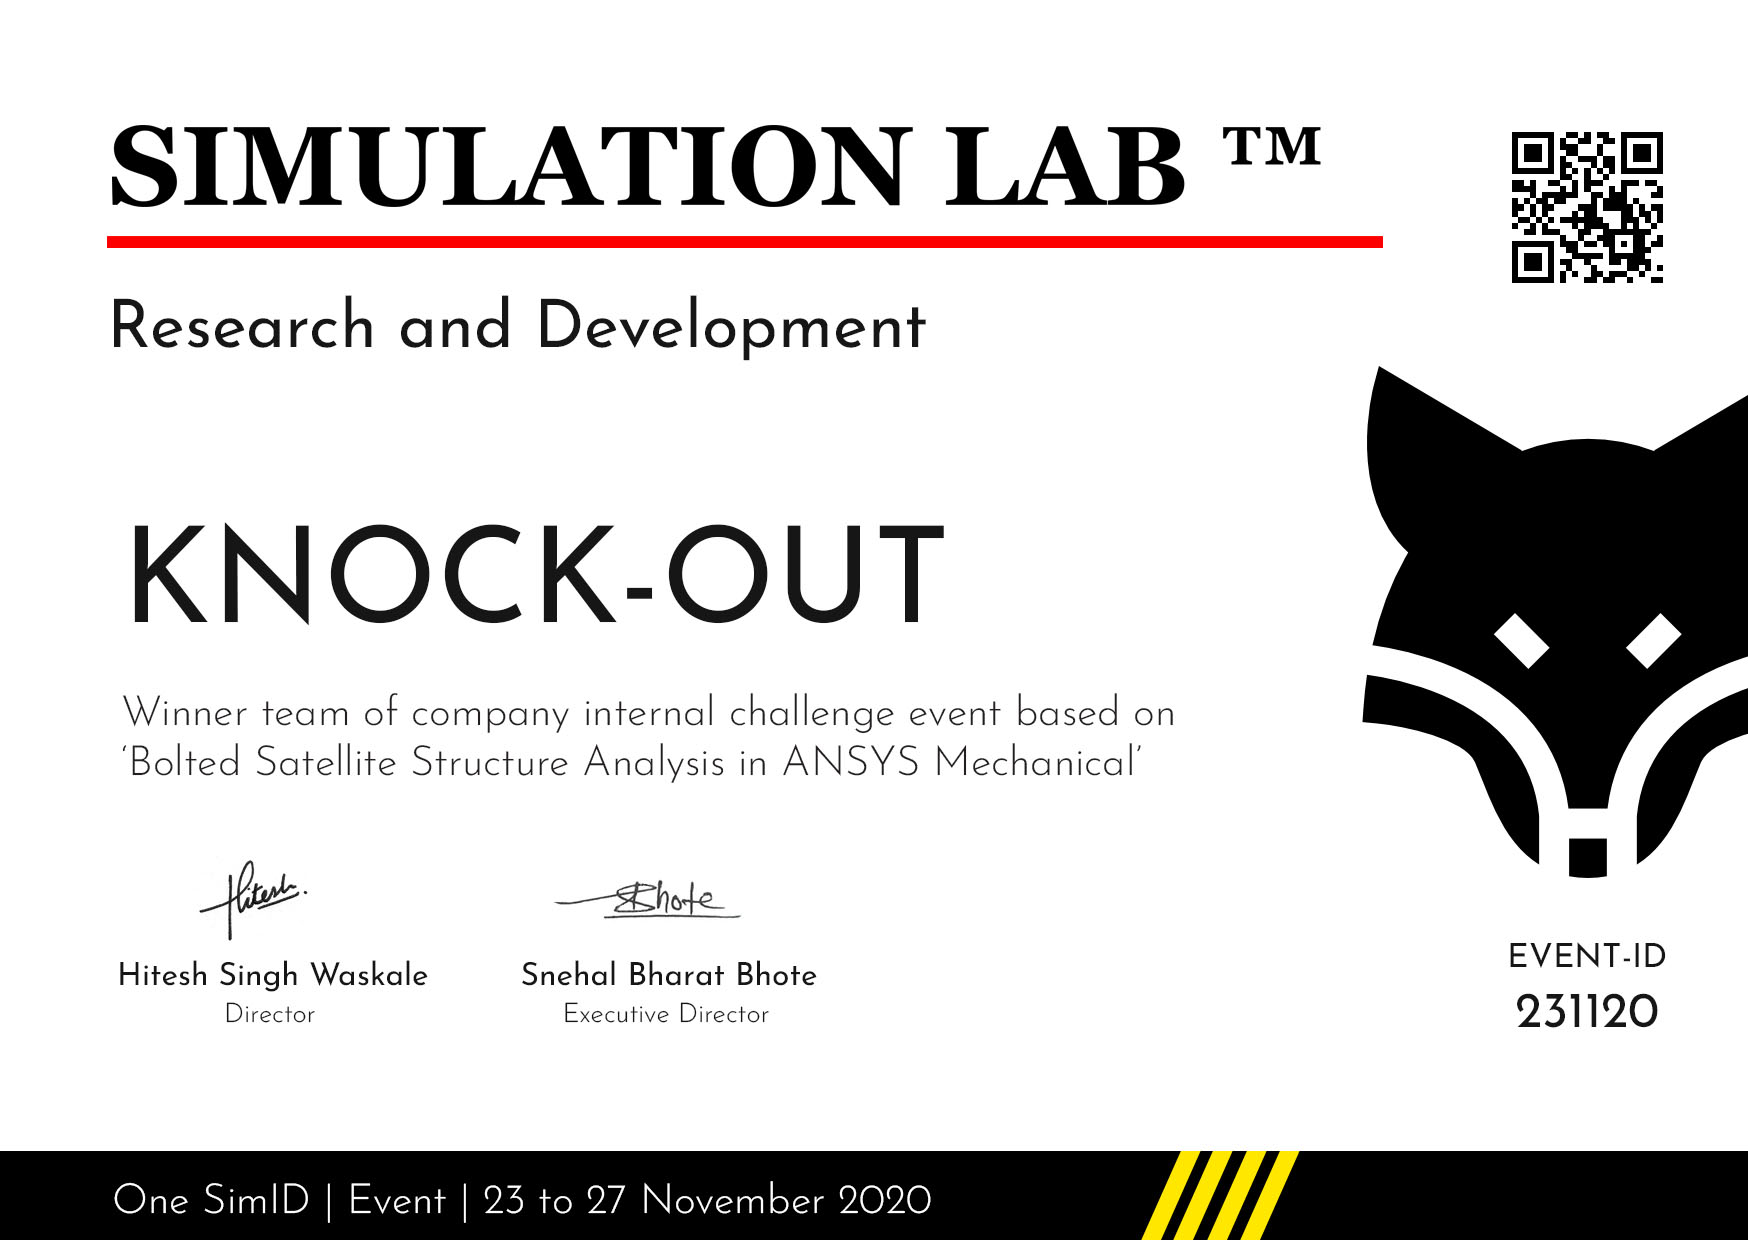 SIMULATION LAB ™
Research and Development
KNOCK-OUT
Winner team of company internal challenge event based on
‘Bolted Satellite Structure Analysis in ANSYS Mechanical’
Hitesh.
SBhote
Hitesh Singh Waskale
Director
Snehal Bharat Bhote
Executive Director
EVENT-ID
231120
One SimID | Event | 23 to 27 November 2020